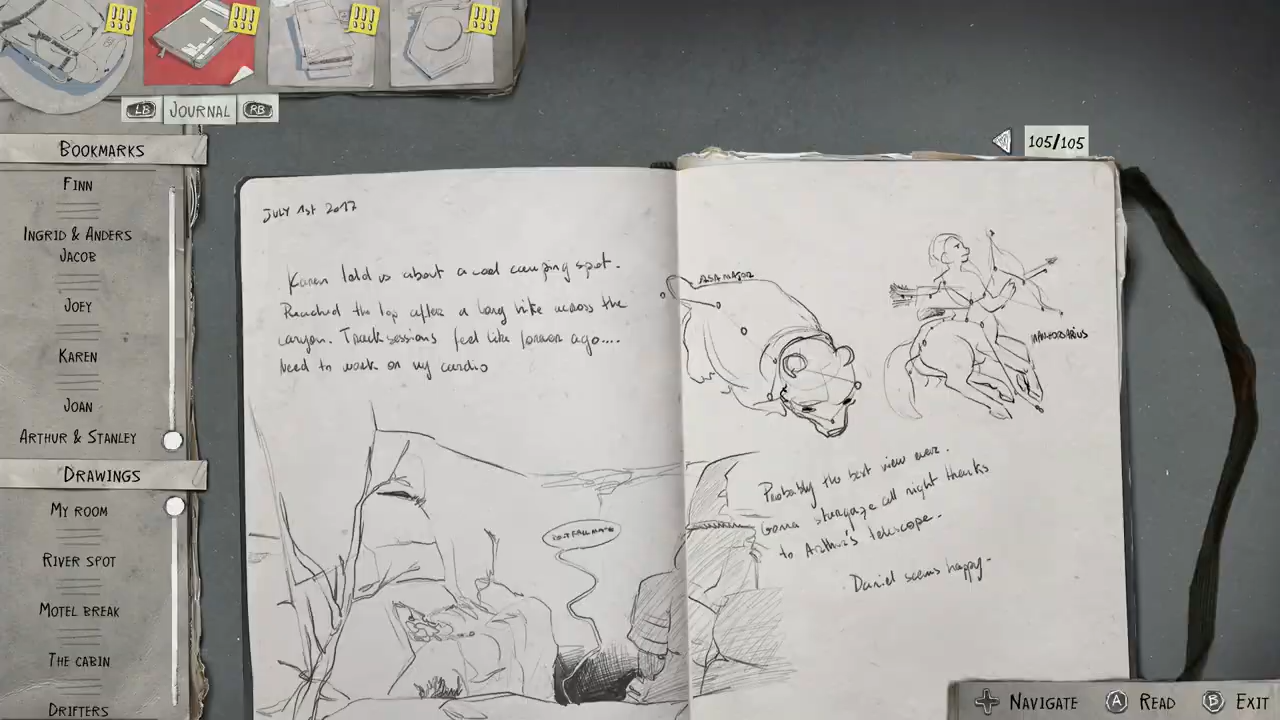 LB JOURNAL RB
BOOKMARKS
FINN
INGRID & ANDERS
JACOB
JOEY
KAREN
JOAN
ARTHUR & STANLEY
DRAWINGS
MY ROOM
RIVER SPOT
MOTEL BREAK
THE CABIN
DRIFTERS
105/105
JULY 1st 2017
Karen told us about a cool camping spot.
Reached the top after a long hike across the
canyon. Track sessions feel like forever ago....
Need to work on my cardio
Probably the best view ever.
Gonna stargaze all night thanks
to Arthur's telescope.
Daniel seems happy.
NAVIGATE A READ B EXIT